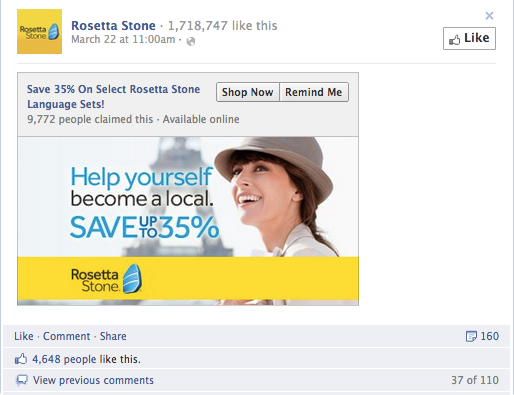 Rosetta Stone
Rosetta Stone · 1,718,747 like this
March 22 at 11:00am ·
Like
Save 35% On Select Rosetta Stone
Language Sets!
Shop Now
Remind Me
9,772 people claimed this · Available online
Help yourself
become a local.
SAVE UP TO 35%
Rosetta
Stone
Like · Comment · Share
160
4,648 people like this.
View previous comments
37 of 110